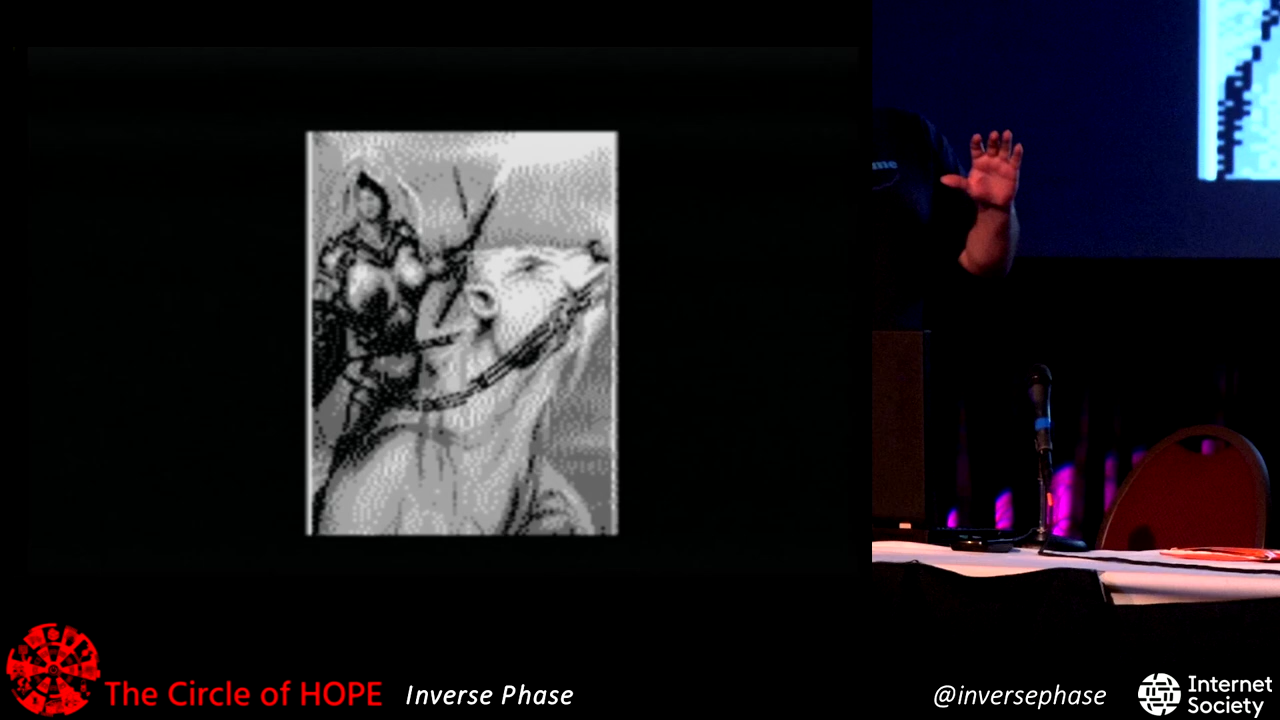 The Circle of HOPE
Inverse Phase
@inversephase
Internet
Society